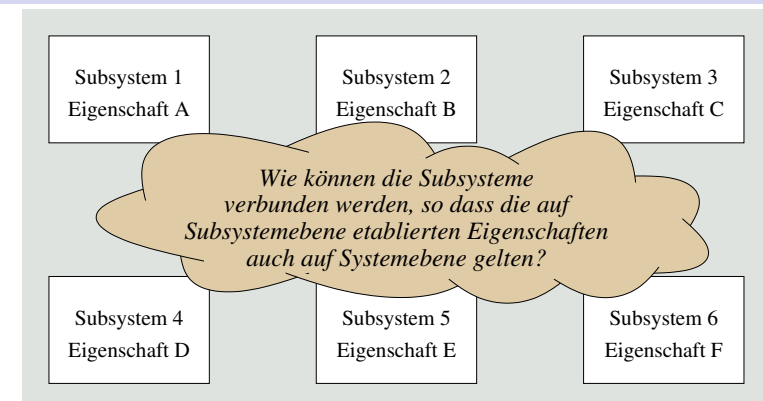 Subsystem 1
Eigenschaft A
Subsystem 2
Eigenschaft B
Subsystem 3
Eigenschaft C
Wie können die Subsysteme
verbunden werden, so dass die auf
Subsystemebene etablierten Eigenschaften
auch auf Systemebene gelten?
Subsystem 4
Eigenschaft D
Subsystem 5
Eigenschaft E
Subsystem 6
Eigenschaft F